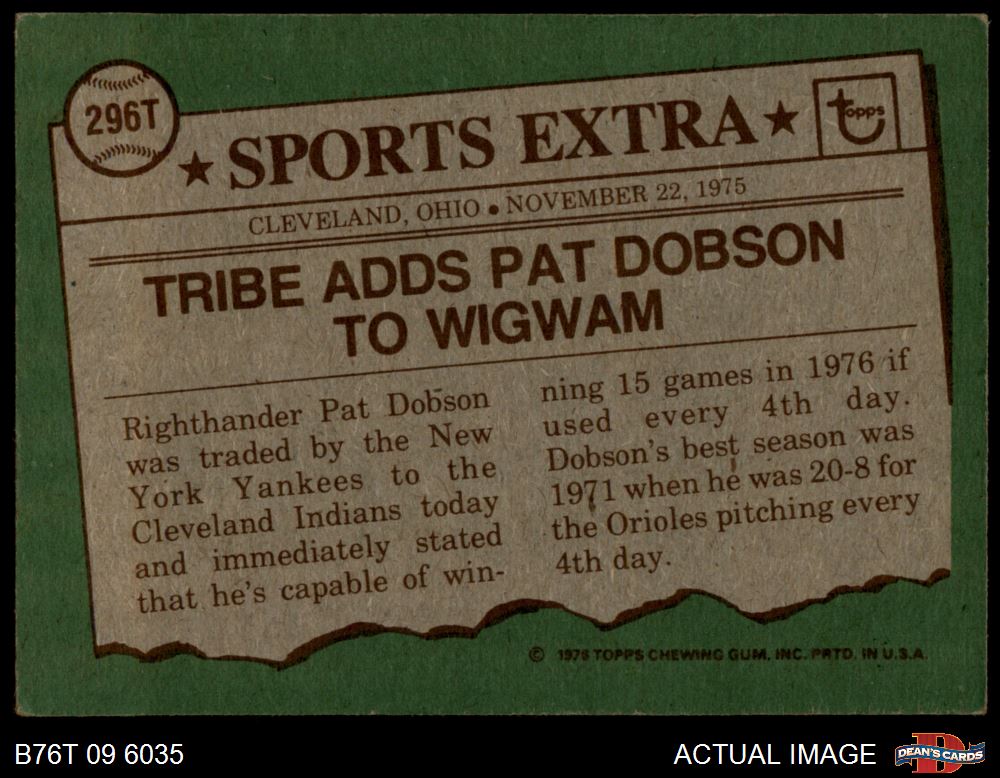 296T
★ SPORTS EXTRA ★
topps
CLEVELAND, OHIO • NOVEMBER 22, 1975
TRIBE ADDS PAT DOBSON
TO WIGWAM
Righthander Pat Dobson
was traded by the New
York Yankees to the
Cleveland Indians today
and immediately stated
that he's capable of win-
ning 15 games in 1976 if
used every 4th day.
Dobson's best season was
1971 when he was 20-8 for
the Orioles pitching every
4th day.
© 1976 TOPPS CHEWING GUM, INC. PRTD. IN U.S.A.
B76T 09 6035
ACTUAL IMAGE
DEAN'S CARDS